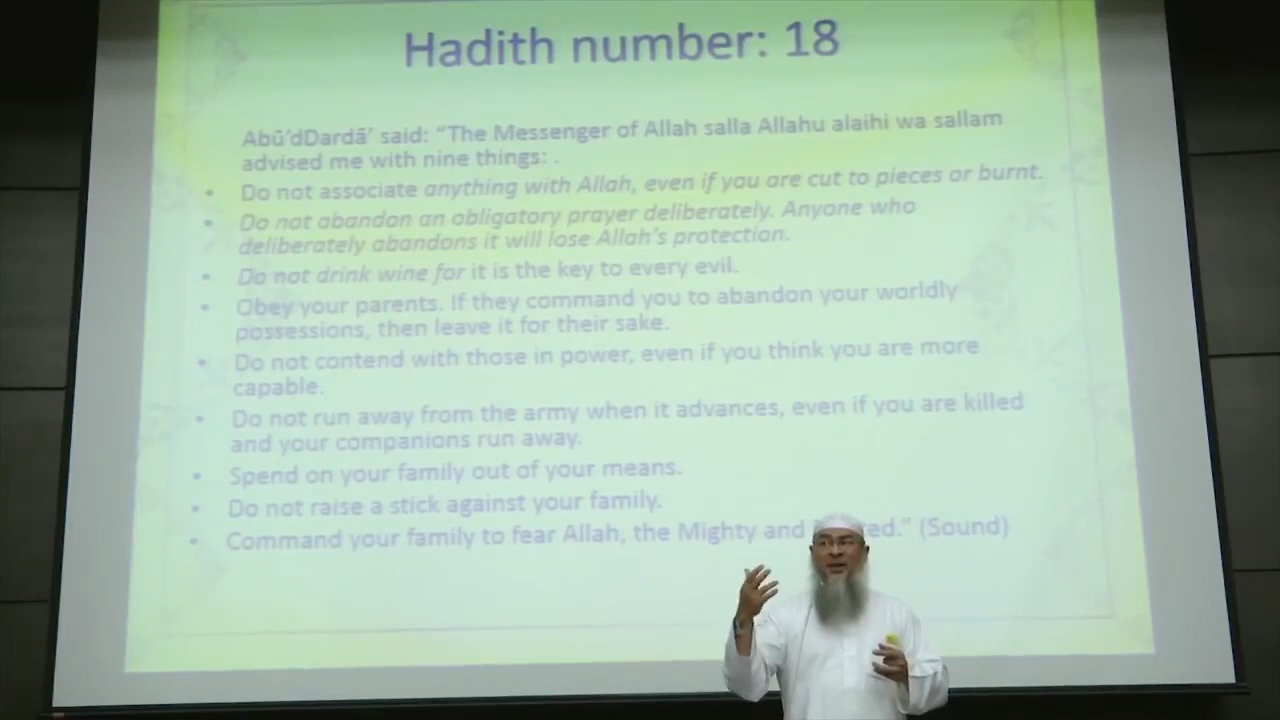 Hadith number: 18
Abû'dDardā' said: “The Messenger of Allah salla Allahu alaihi wa sallam
advised me with nine things: .
• Do not associate anything with Allah, even if you are cut to pieces or burnt.
• Do not abandon an obligatory prayer deliberately. Anyone who
deliberately abandons it will lose Allah's protection.
• Do not drink wine for it is the key to every evil.
• Obey your parents. If they command you to abandon your worldly
possessions, then leave it for their sake.
• Do not contend with those in power, even if you think you are more
capable.
• Do not run away from the army when it advances, even if you are killed
and your companions run away.
• Spend on your family out of your means.
• Do not raise a stick against your family.
• Command your family to fear Allah, the Mighty and (Sound)